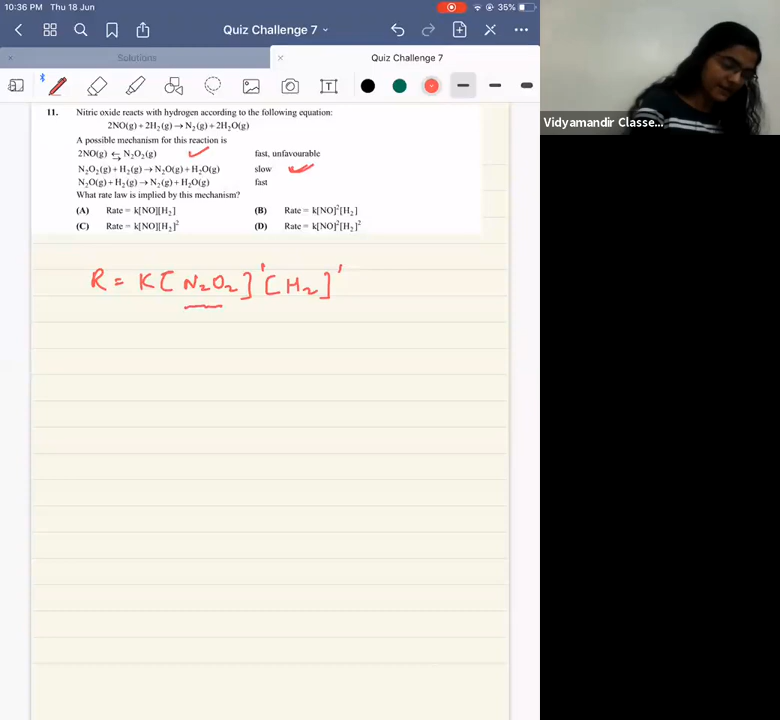 10:36 PM Thu 18 Jun
35%
Quiz Challenge 7
Solutions
Quiz Challenge 7
Vidyamandir Classe...
11. Nitric oxide reacts with hydrogen according to the following equation:
2NO(g) + 2H₂(g) → N₂(g) + 2H₂O(g)
A possible mechanism for this reaction is
2NO(g) ⇆ N₂O₂(g) fast, unfavourable
N₂O₂(g) + H₂(g) → N₂O(g) + H₂O(g) slow
N₂O(g) + H₂(g) → N₂(g) + H₂O(g) fast
What rate law is implied by this mechanism?
(A) Rate = k[NO][H₂] (B) Rate = k[NO]²[H₂]
(C) Rate = k[NO][H₂]² (D) Rate = k[NO]²[H₂]²
R = K[N₂O₂]¹[H₂]¹